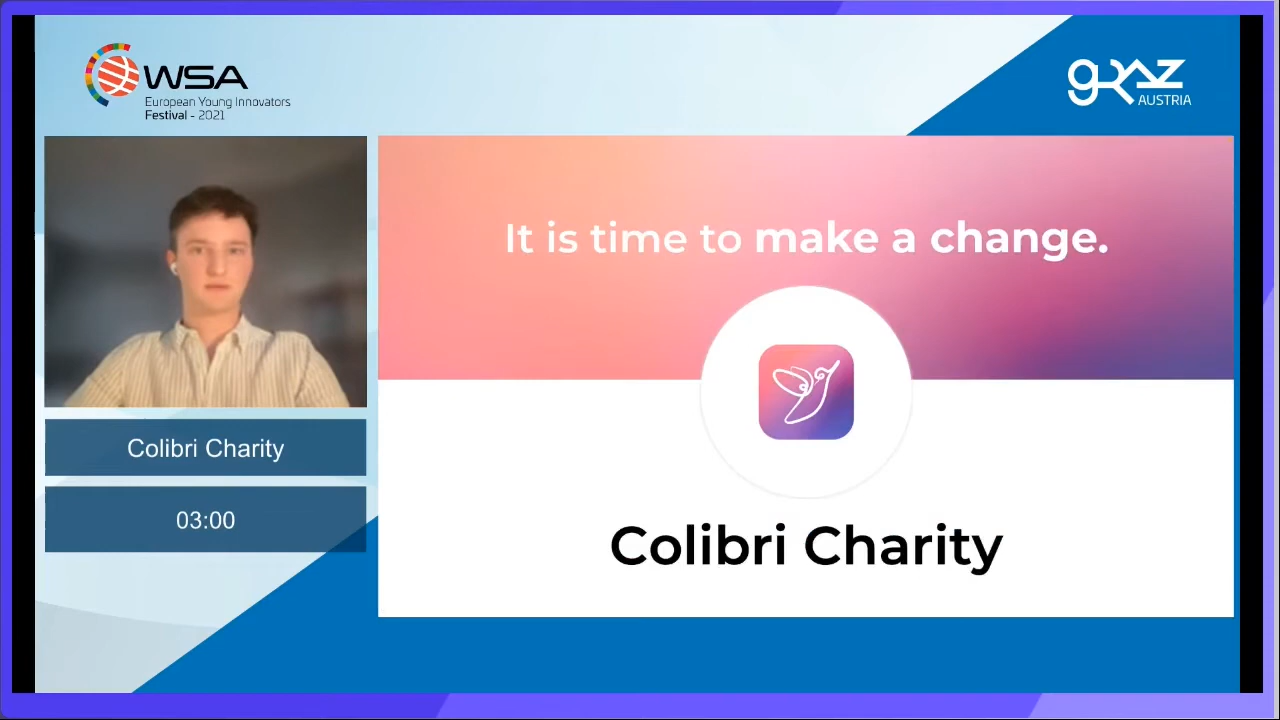 WSA
European Young Innovators
Festival - 2021
GRAZ
AUSTRIA
It is time to make a change.
Colibri Charity
03:00
Colibri Charity